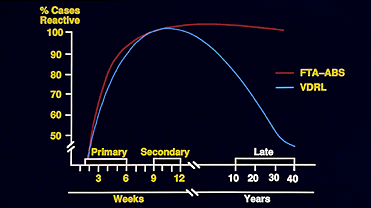 % Cases
Reactive
100
90
80
70
60
50
FTA–ABS
VDRL
Primary
Secondary
Late
3 6 9 12 10 20 30 40
Weeks Years